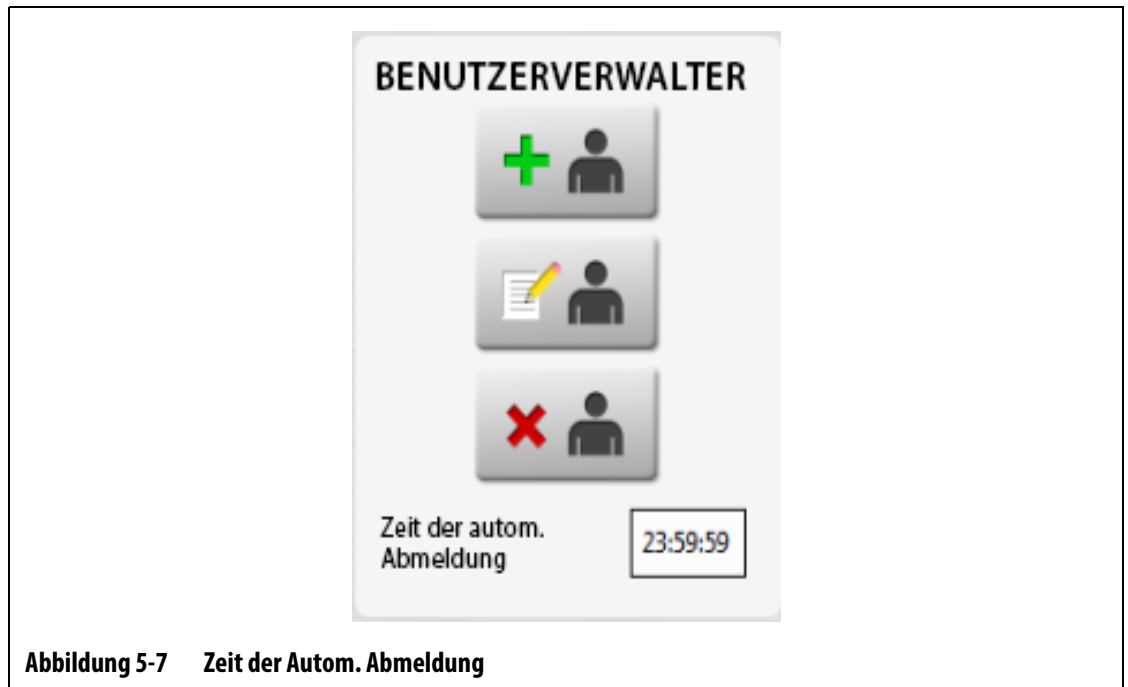 BENUTZERVERWALTER
Zeit der autom.
Abmeldung
23:59:59
Abbildung 5-7 Zeit der Autom. Abmeldung